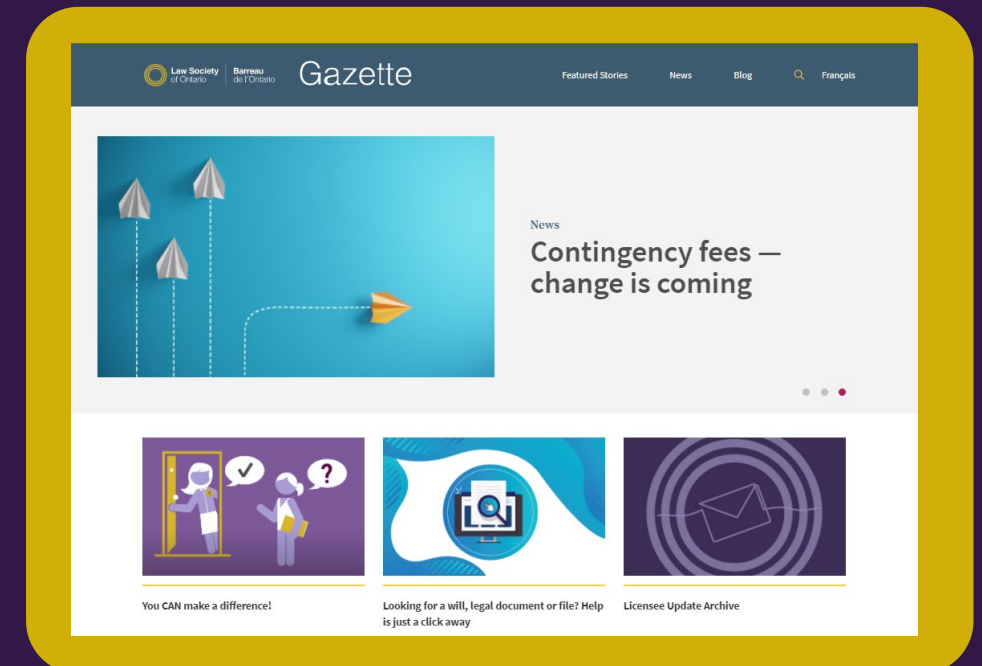 Law Society
of Ontario
Barreau
de l'Ontario
Gazette
Featured Stories
News
Blog
Français
News
Contingency fees —
change is coming
?
You CAN make a difference!
Looking for a will, legal document or file? Help
is just a click away
Licensee Update Archive